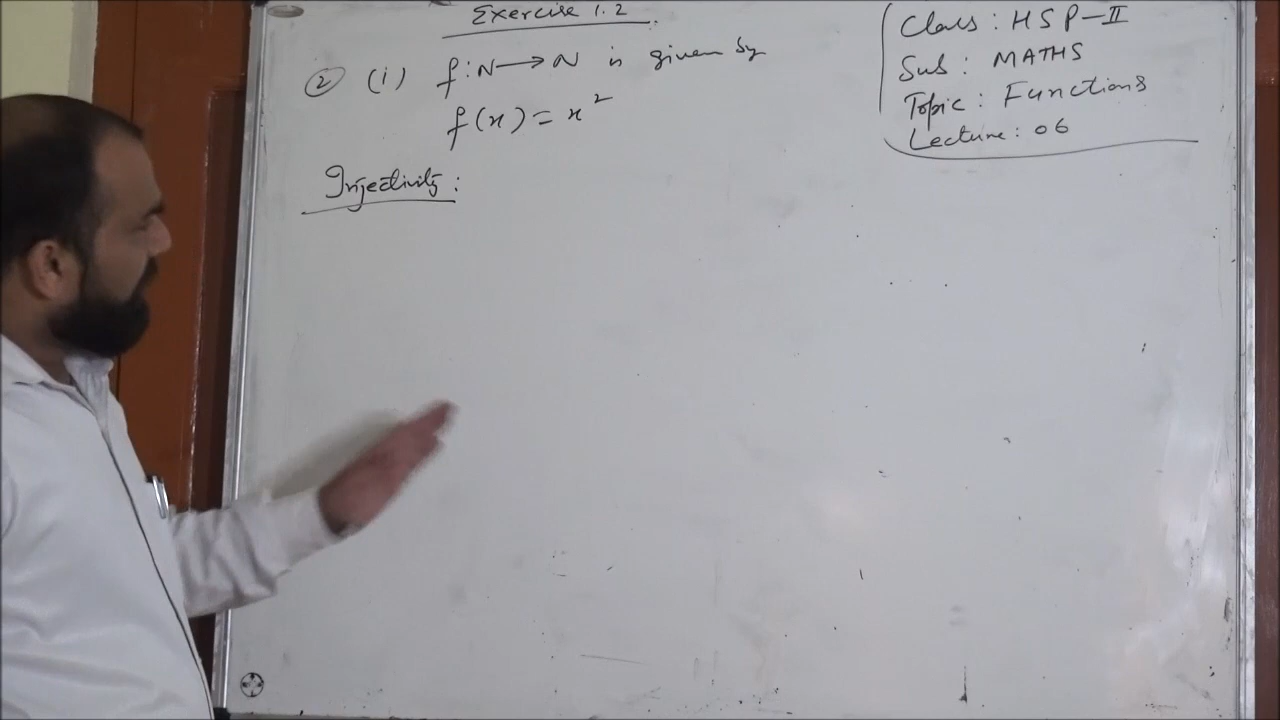 Exercise 1.2
② (i) f : N → N is given by
f(x) = x²
Injectivity :
Class : HSP-II
Sub : MATHS
Topic : Functions
Lecture : 06